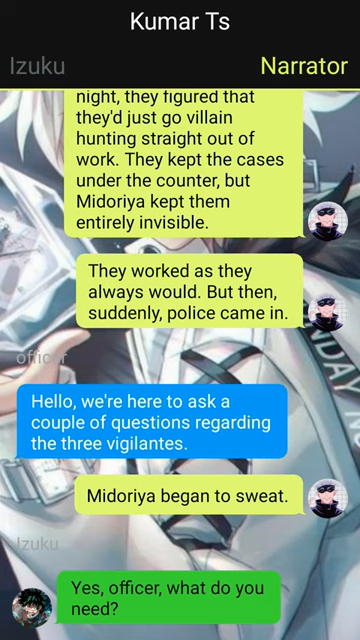 Kumar Ts
Izuku
Narrator
night, they figured that
they'd just go villain
hunting straight out of
work. They kept the cases
under the counter, but
Midoriya kept them
entirely invisible.
They worked as they
always would. But then,
suddenly, police came in.
officer
Hello, we're here to ask a
couple of questions regarding
the three vigilantes.
Midoriya began to sweat.
Izuku
Yes, officer, what do you
need?